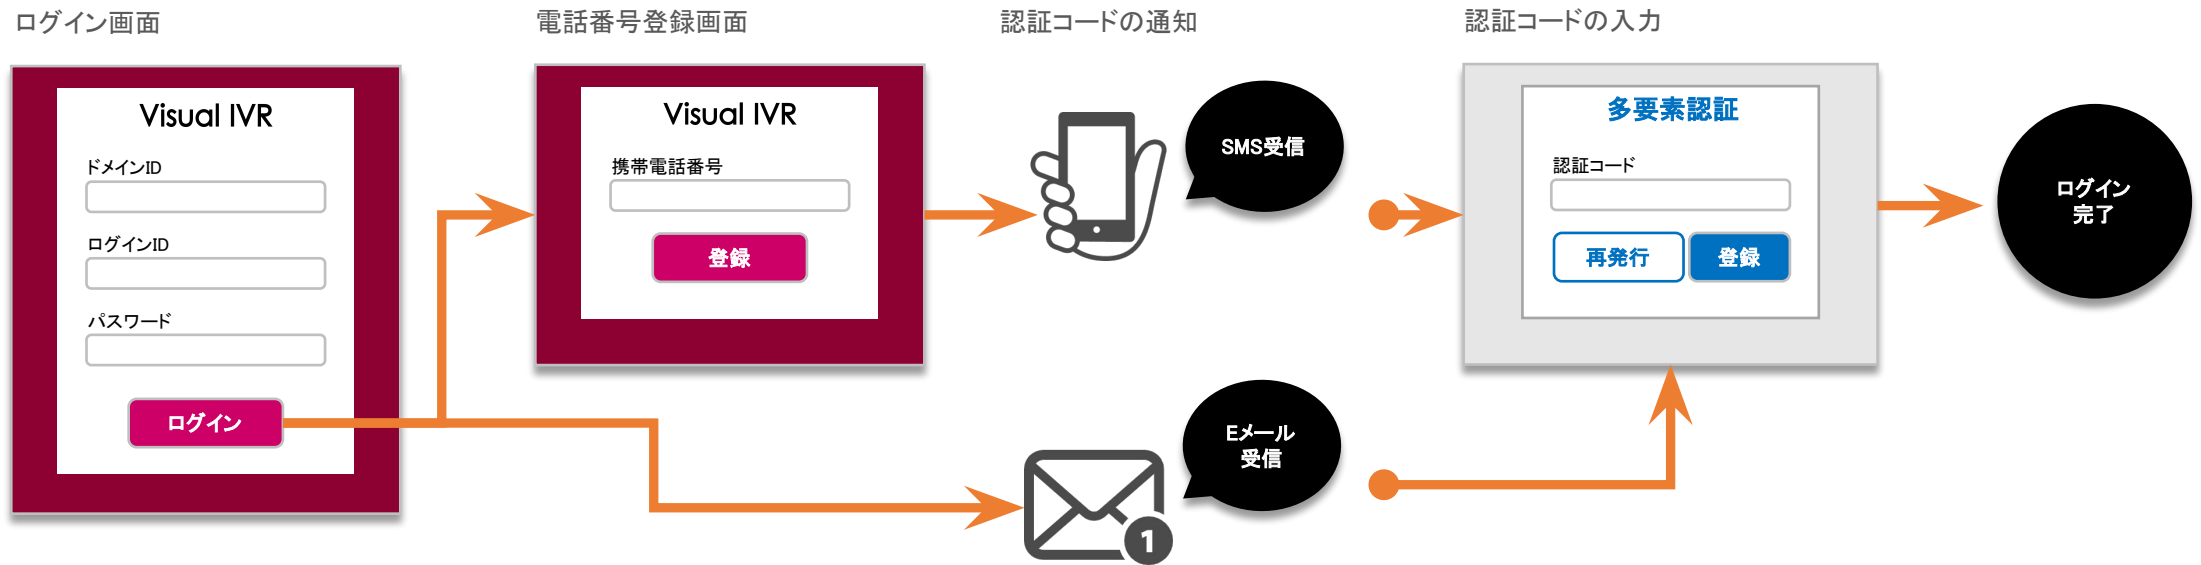 ログイン画面
電話番号登録画面
認証コードの通知
認証コードの入力
Visual IVR
ドメインID
ログインID
パスワード
ログイン
Visual IVR
携帯電話番号
登録
SMS受信
Eメール
受信
1
多要素認証
認証コード
再発行
登録
ログイン
完了